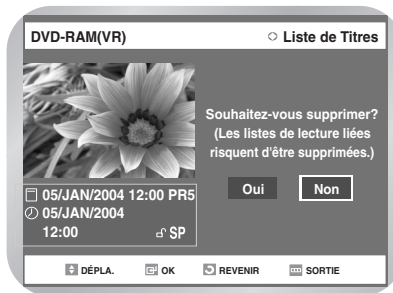 DVD-RAM(VR)
Liste de Titres
Souhaitez-vous supprimer?
(Les listes de lecture liées
risquent d'être supprimées.)
Oui Non
05/JAN/2004 12:00 PR5
05/JAN/2004
12:00 SP
DÉPLA. OK REVENIR SORTIE